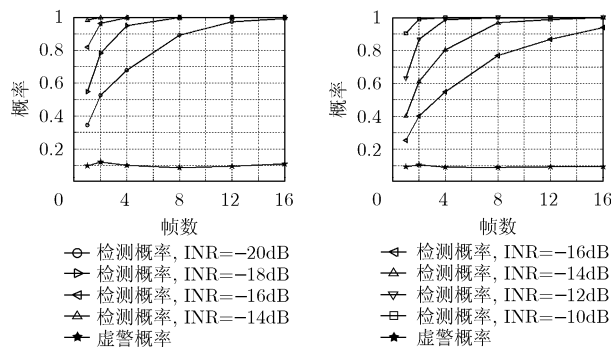 1
0.8
0.6
0.4
0.2
0
4
8
12
16
概率
帧数
检测概率, INR=−20dB
检测概率, INR=−18dB
检测概率, INR=−16dB
检测概率, INR=−14dB
虚警概率
1
0.8
0.6
0.4
0.2
0
4
8
12
16
概率
帧数
检测概率, INR=−16dB
检测概率, INR=−14dB
检测概率, INR=−12dB
检测概率, INR=−10dB
虚警概率